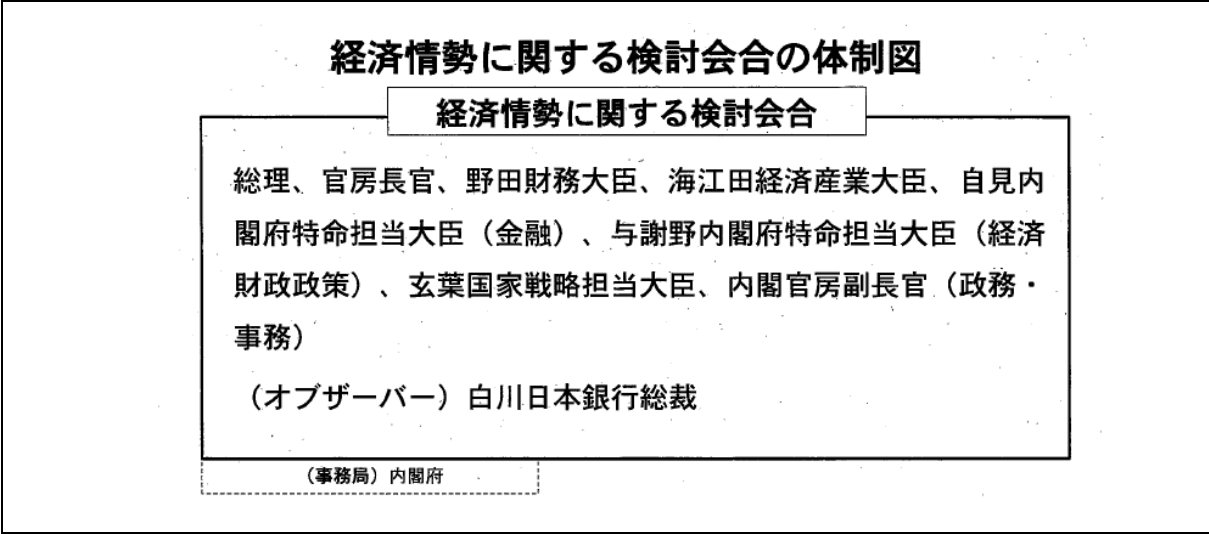 経済情勢に関する検討会合の体制図
経済情勢に関する検討会合
総理、官房長官、野田財務大臣、海江田経済産業大臣、自見内
閣府特命担当大臣（金融）、与謝野内閣府特命担当大臣（経済
財政政策）、玄葉国家戦略担当大臣、内閣官房副長官（政務・
事務）
（オブザーバー）白川日本銀行総裁
（事務局）内閣府